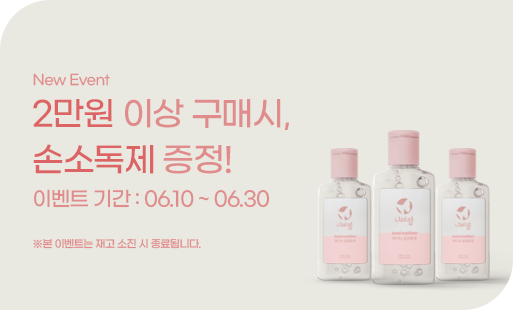 New Event
2만원 이상 구매시,
손소독제 증정!
이벤트 기간 : 06.10 ~ 06.30
※본 이벤트는 재고 소진 시 종료됩니다.